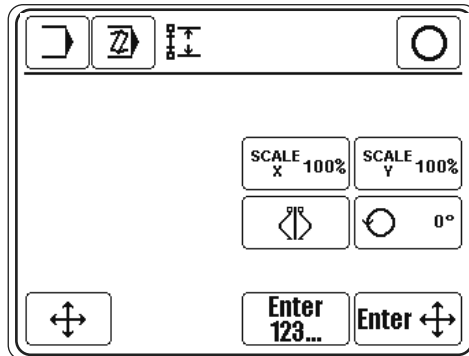 SCALE X 100%
SCALE Y 100%
0°
Enter 123...
Enter